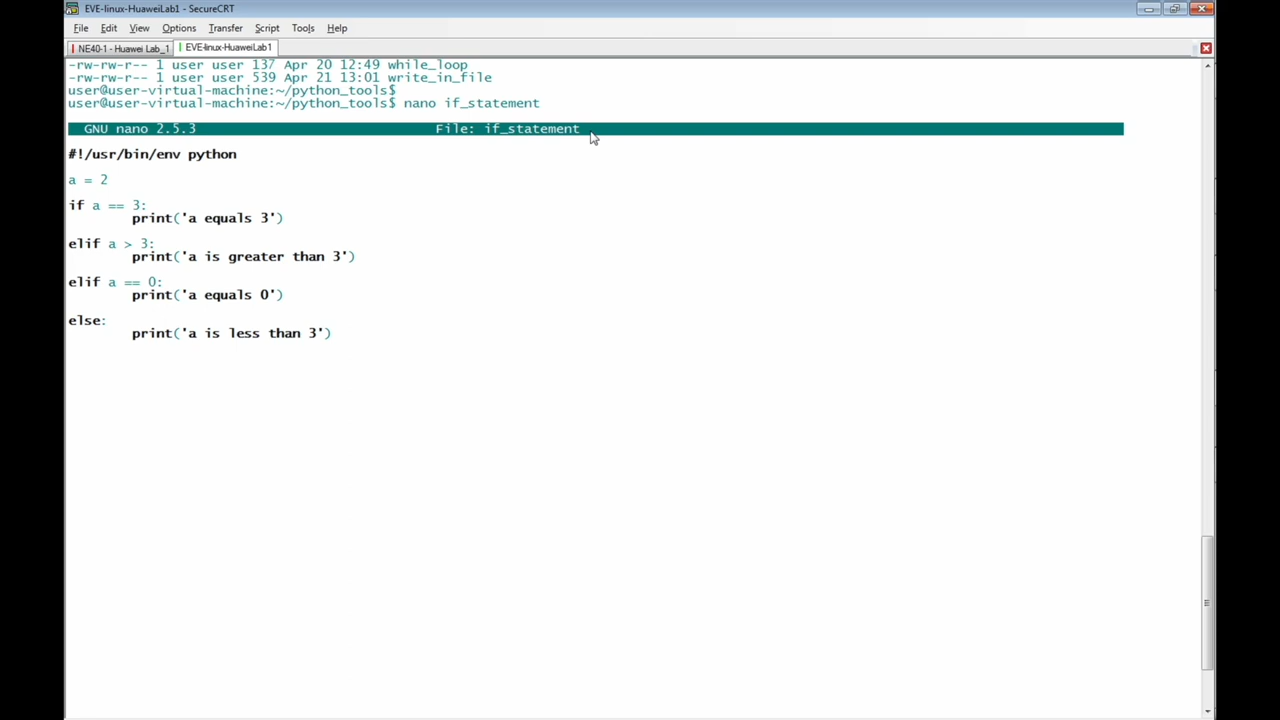 EVE-linux-HuaweiLab1 - SecureCRT
File Edit View Options Transfer Script Tools Help
NE40-1 - Huawei Lab_1 EVE-linux-HuaweiLab1
-rw-rw-r-- 1 user user 137 Apr 20 12:49 while_loop
-rw-rw-r-- 1 user user 539 Apr 21 13:01 write_in_file
user@user-virtual-machine:~/python_tools$
user@user-virtual-machine:~/python_tools$ nano if_statement
GNU nano 2.5.3 File: if_statement
#!/usr/bin/env python
a = 2
if a == 3:
print('a equals 3')
elif a > 3:
print('a is greater than 3')
elif a == 0:
print('a equals 0')
else:
print('a is less than 3')